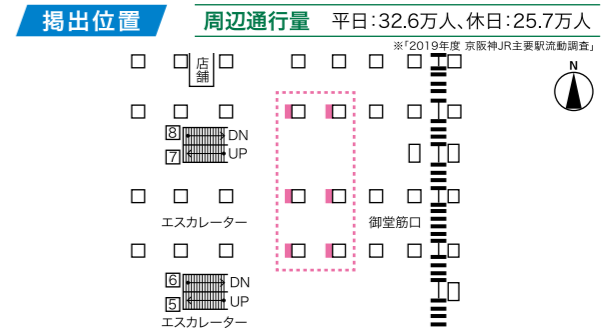 掲出位置
周辺通行量 平日:32.6万人、休日:25.7万人
※「2019年度 京阪神JR主要駅流動調査」
店舗
N
8 DN
7 UP
エスカレーター
御堂筋口
6 DN
5 UP
エスカレーター